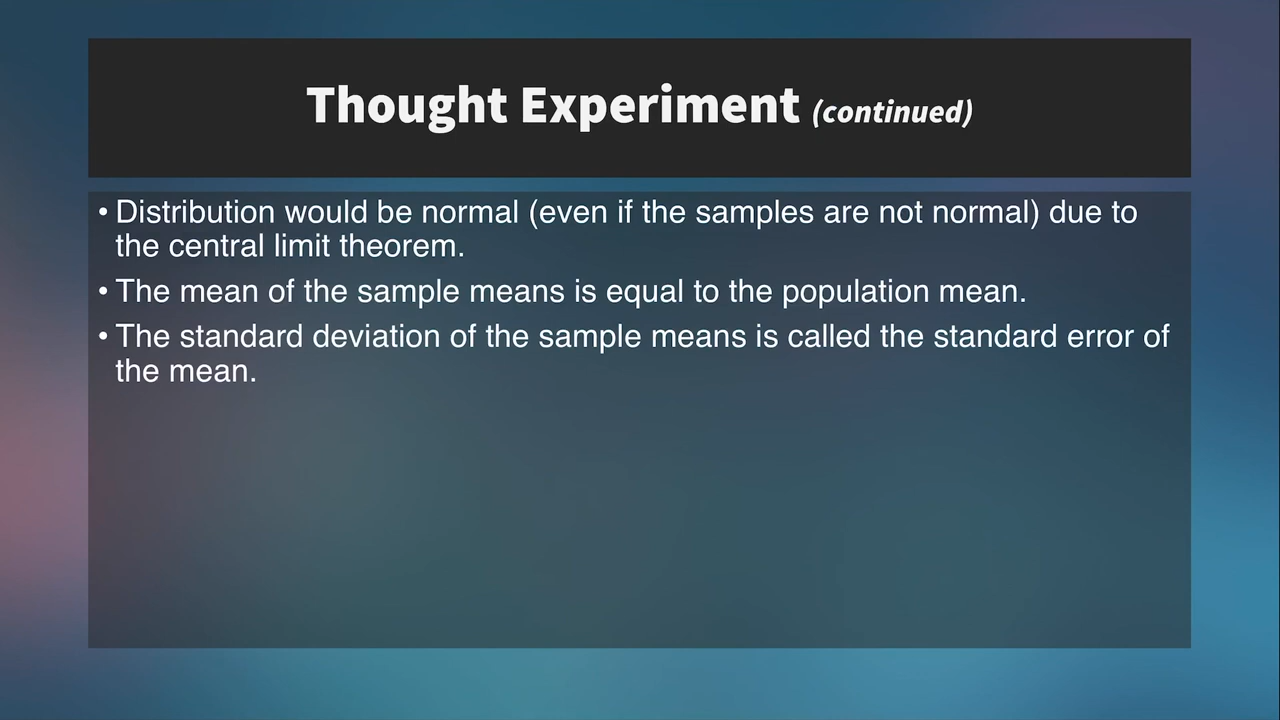 Thought Experiment (continued)
• Distribution would be normal (even if the samples are not normal) due to
the central limit theorem.
• The mean of the sample means is equal to the population mean.
• The standard deviation of the sample means is called the standard error of
the mean.